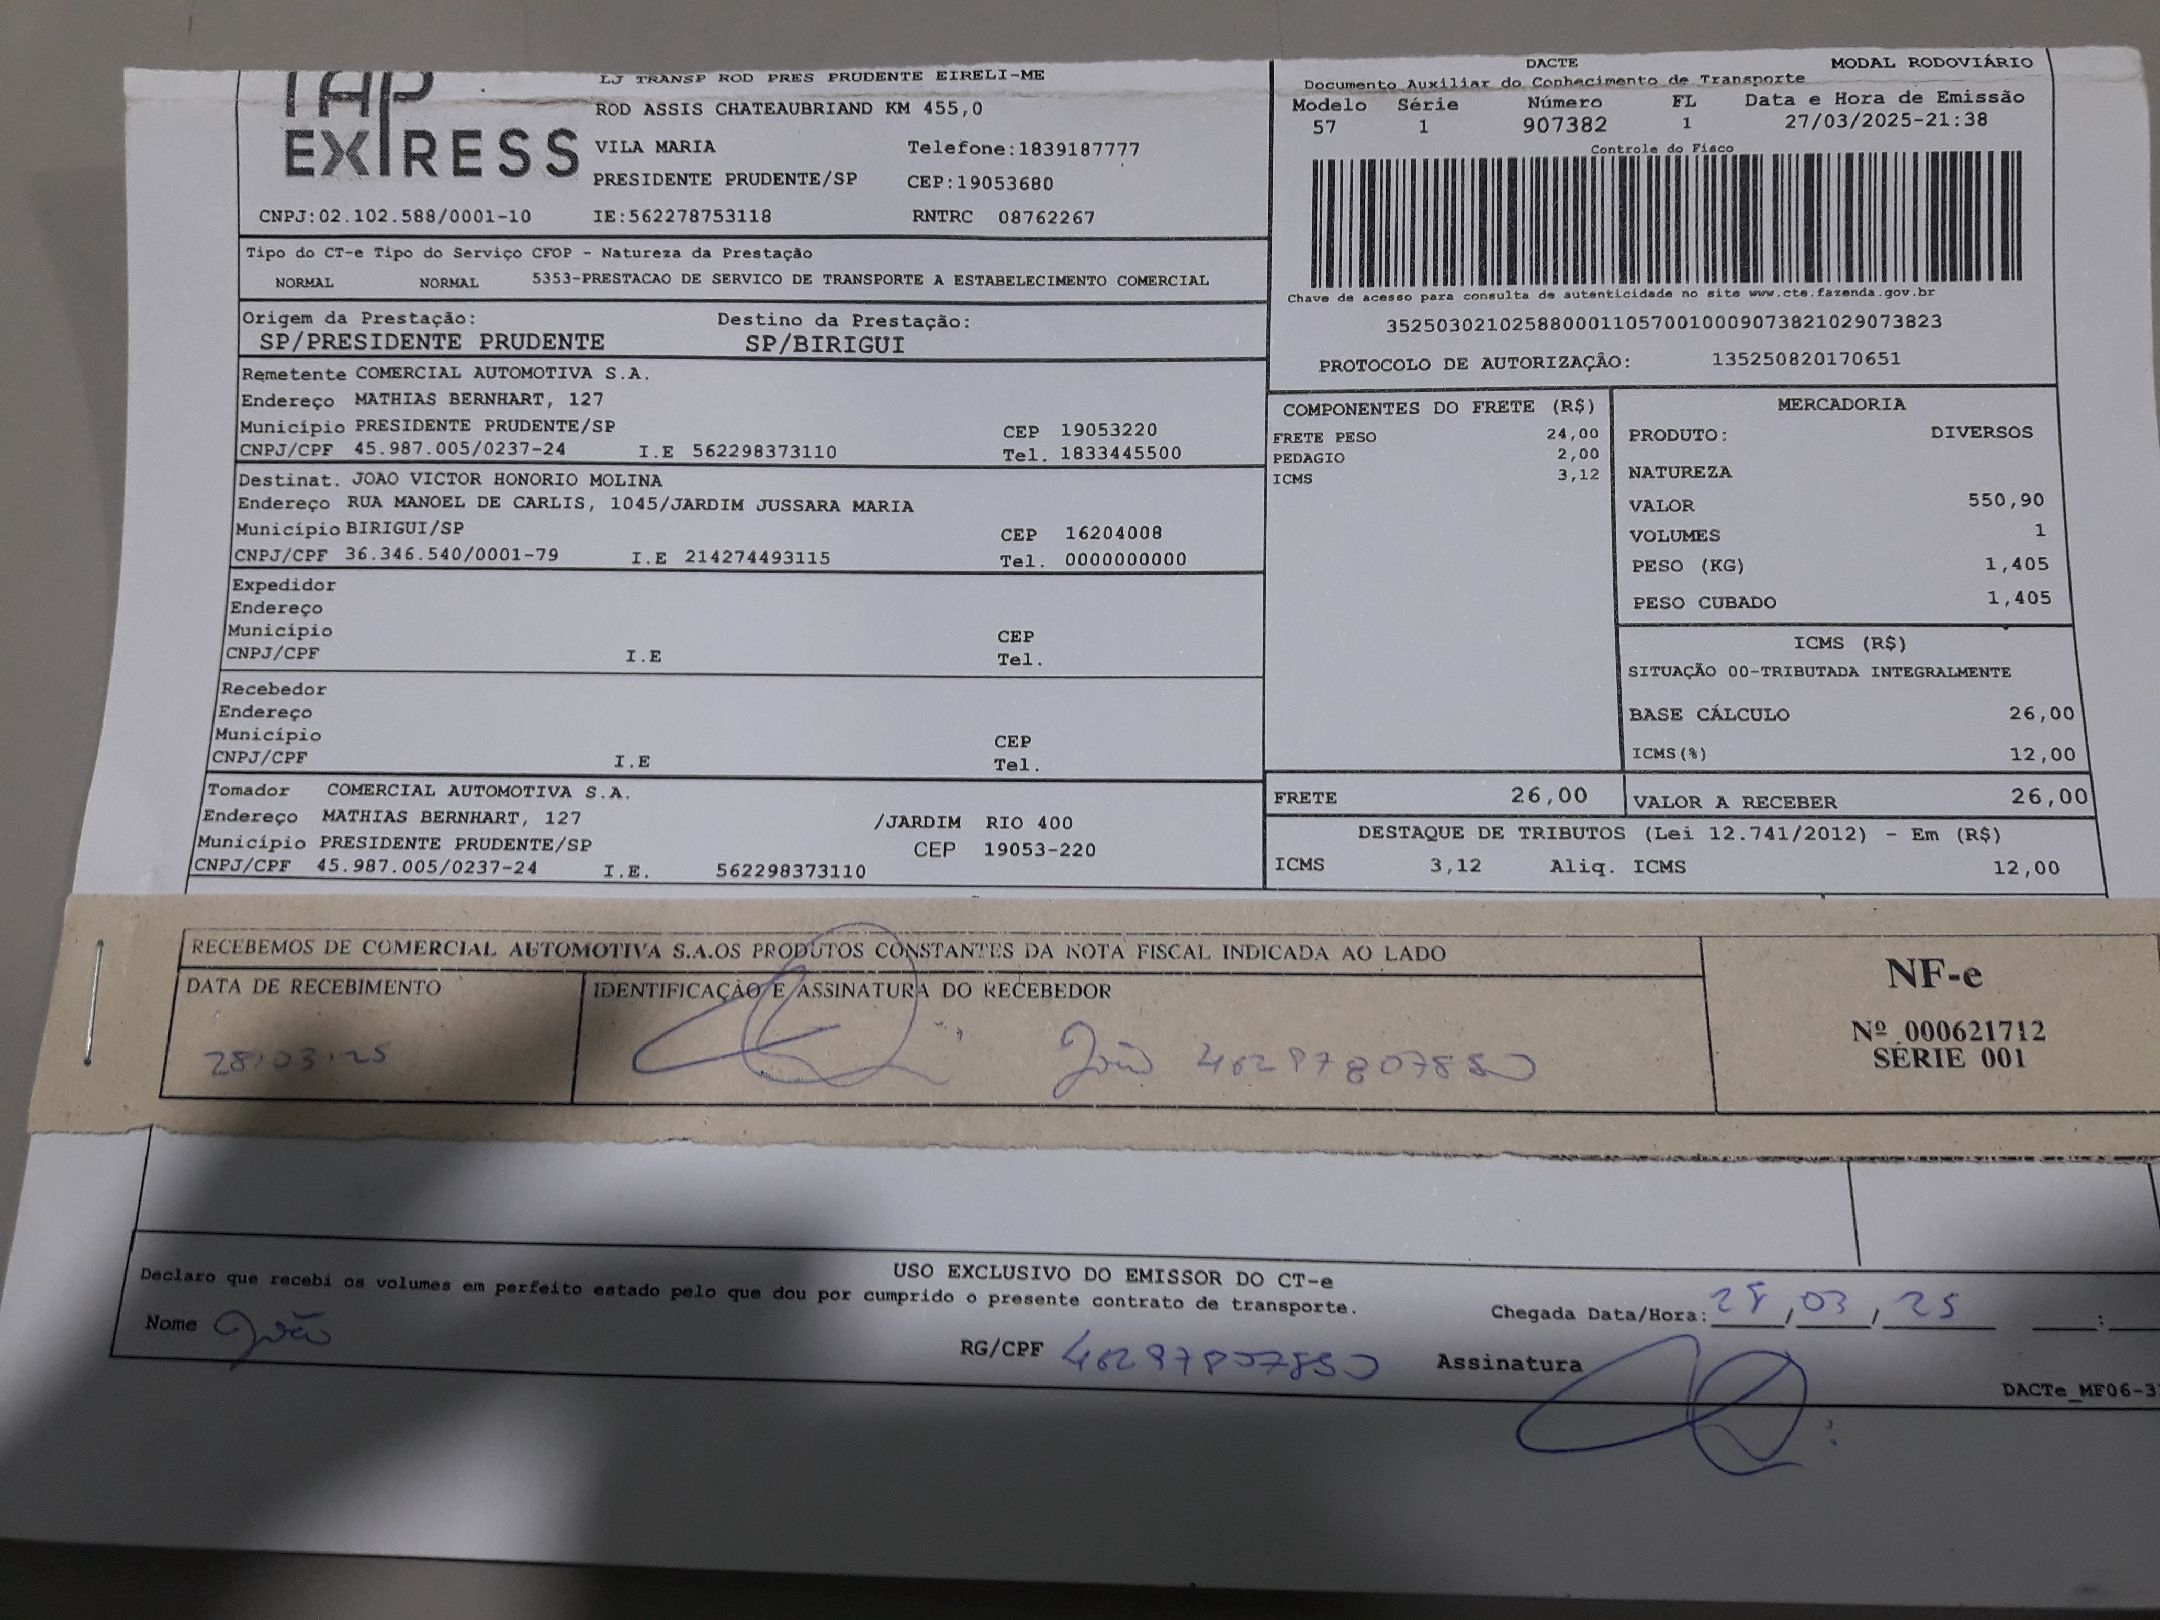 TAP
EXPRESS
LJ TRANSP ROD PRES PRUDENTE EIRELI-ME
ROD ASSIS CHATEAUBRIAND KM 455,0
VILA MARIA Telefone:1839187777
PRESIDENTE PRUDENTE/SP CEP:19053680
CNPJ:02.102.588/0001-10 IE:562278753118 RNTRC 08762267
DACTE MODAL RODOVIÁRIO
Documento Auxiliar do Conhecimento de Transporte
Modelo Série Número FL Data e Hora de Emissão
57 1 907382 1 27/03/2025-21:38
Controle do Fisco
Chave de acesso para consulta de autenticidade no site www.cte.fazenda.gov.br
35250302102588000110570010009073821029073823
PROTOCOLO DE AUTORIZAÇÃO: 135250820170651
Tipo do CT-e Tipo do Serviço CFOP - Natureza da Prestação
NORMAL NORMAL 5353-PRESTACAO DE SERVICO DE TRANSPORTE A ESTABELECIMENTO COMERCIAL
Origem da Prestação: Destino da Prestação:
SP/PRESIDENTE PRUDENTE SP/BIRIGUI
Remetente COMERCIAL AUTOMOTIVA S.A.
Endereço MATHIAS BERNHART, 127
Município PRESIDENTE PRUDENTE/SP CEP 19053220
CNPJ/CPF 45.987.005/0237-24 I.E 562298373110 Tel. 1833445500
Destinat. JOAO VICTOR HONORIO MOLINA
Endereço RUA MANOEL DE CARLIS, 1045/JARDIM JUSSARA MARIA
Município BIRIGUI/SP CEP 16204008
CNPJ/CPF 36.346.540/0001-79 I.E 214274493115 Tel. 0000000000
Expedidor
Endereço
Município CEP
CNPJ/CPF I.E Tel.
Recebedor
Endereço
Município CEP
CNPJ/CPF I.E Tel.
Tomador COMERCIAL AUTOMOTIVA S.A.
Endereço MATHIAS BERNHART, 127 /JARDIM RIO 400
Município PRESIDENTE PRUDENTE/SP CEP 19053-220
CNPJ/CPF 45.987.005/0237-24 I.E. 562298373110
COMPONENTES DO FRETE (R$)
FRETE PESO 24,00
PEDAGIO 2,00
ICMS 3,12
MERCADORIA
PRODUTO: DIVERSOS
NATUREZA
VALOR 550,90
VOLUMES 1
PESO (KG) 1,405
PESO CUBADO 1,405
ICMS (R$)
SITUAÇÃO 00-TRIBUTADA INTEGRALMENTE
BASE CÁLCULO 26,00
ICMS(%) 12,00
FRETE 26,00 VALOR A RECEBER 26,00
DESTAQUE DE TRIBUTOS (Lei 12.741/2012) - Em (R$)
ICMS 3,12 Aliq. ICMS 12,00
RECEBEMOS DE COMERCIAL AUTOMOTIVA S.A.OS PRODUTOS CONSTANTES DA NOTA FISCAL INDICADA AO LADO
DATA DE RECEBIMENTO IDENTIFICAÇÃO E ASSINATURA DO RECEBEDOR
28.03.25 João 46297807850
NF-e
Nº 000621712
SÉRIE 001
USO EXCLUSIVO DO EMISSOR DO CT-e
Declaro que recebi os volumes em perfeito estado pelo que dou por cumprido o presente contrato de transporte.
Chegada Data/Hora: 28/03/25 :
Nome João RG/CPF 46297807850 Assinatura
DACTe_MF06-3